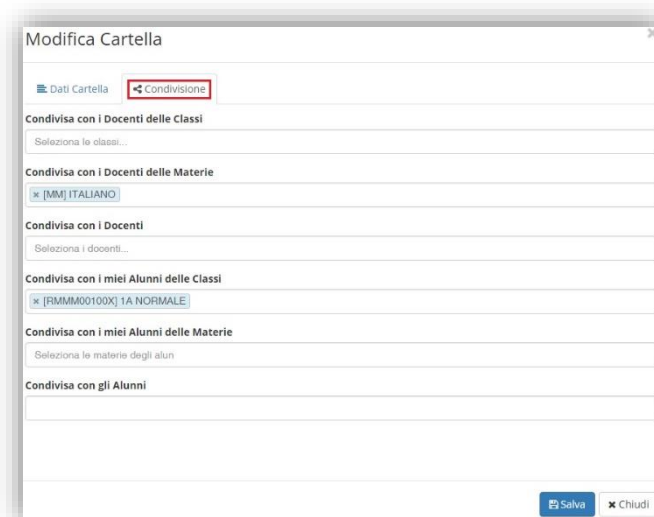 Modifica Cartella
Dati Cartella Condivisione
Condivisa con i Docenti delle Classi
Seleziona le classi...
Condivisa con i Docenti delle Materie
× [MM] ITALIANO
Condivisa con i Docenti
Seleziona i docenti...
Condivisa con i miei Alunni delle Classi
× [RMMM00100X] 1A NORMALE
Condivisa con i miei Alunni delle Materie
Seleziona le materie degli alun
Condivisa con gli Alunni
Salva × Chiudi